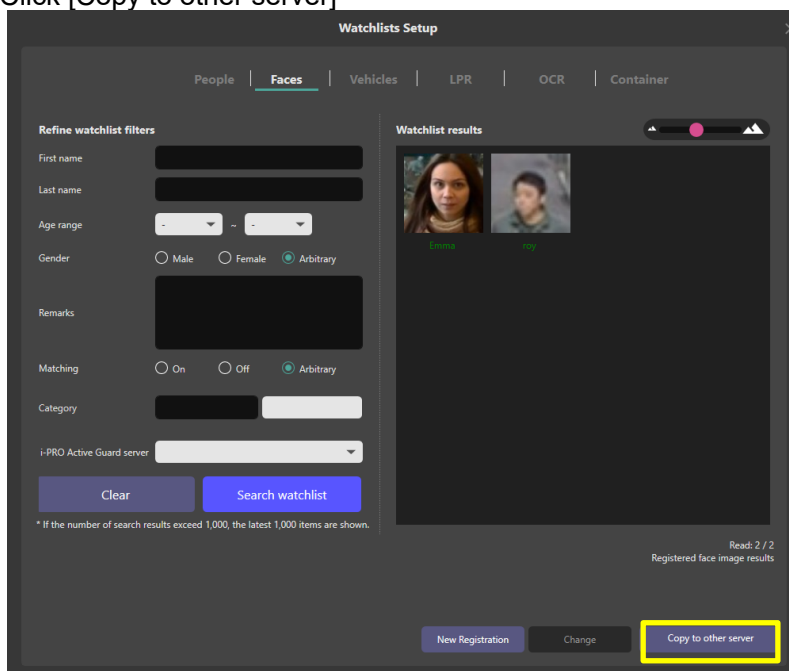 Click [Copy to other server]
Watchlists Setup
People Faces Vehicles LPR OCR Container
Refine watchlist filters
Watchlist results
First name
Last name
Age range - ~ -
Gender Male Female Arbitrary
Emma roy
Remarks
Matching On Off Arbitrary
Category
i-PRO Active Guard server
Clear Search watchlist
* If the number of search results exceed 1,000, the latest 1,000 items are shown.
Read: 2 / 2
Registered face image results
New Registration Change Copy to other server